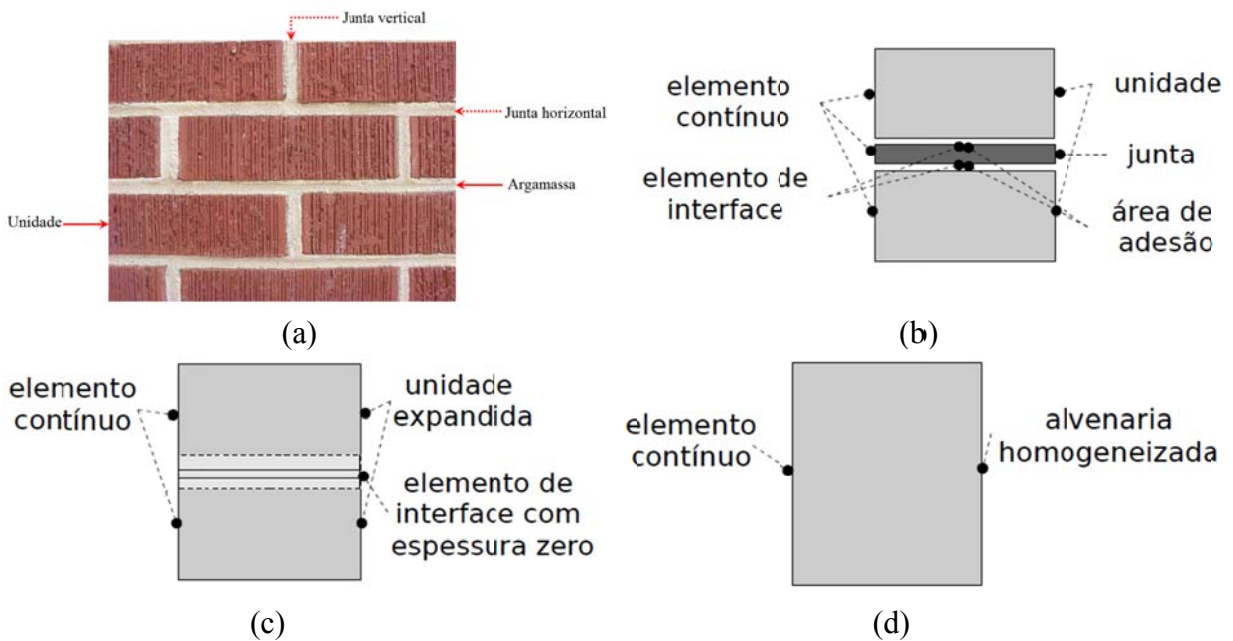 Junta vertical
Junta horizontal
Argamassa
Unidade
(a)
elemento
contínuo
elemento de
interface
unidade
junta
área de
adesão
(b)
elemento
contínuo
unidade
expandida
elemento de
interface com
espessura zero
(c)
elemento
contínuo
alvenaria
homogeneizada
(d)